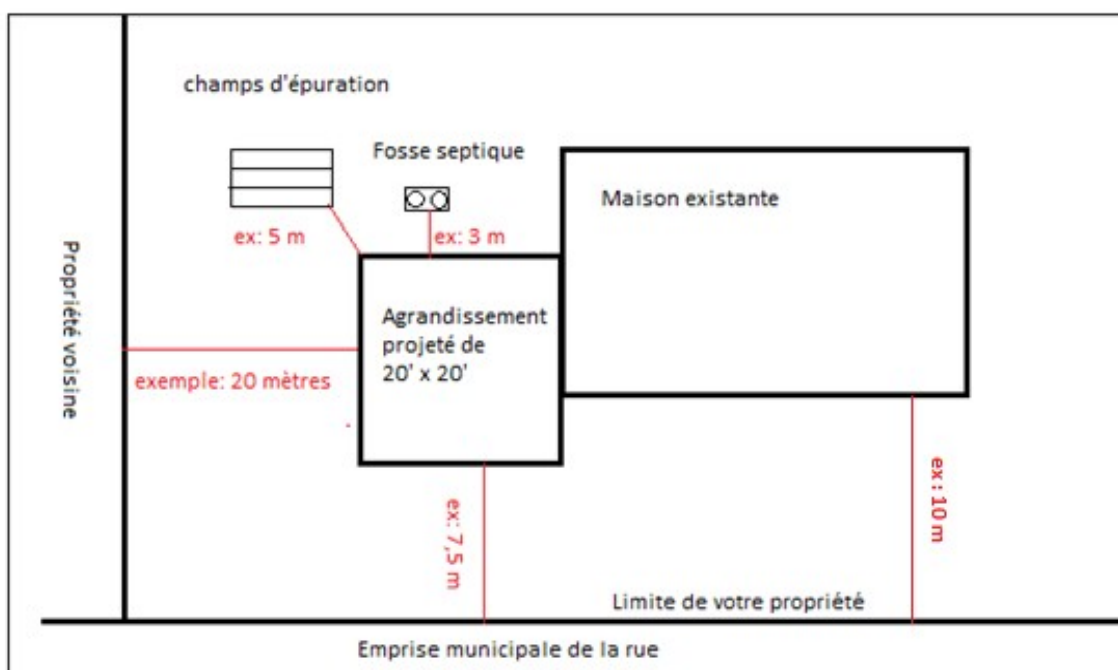 champs d'épuration
Fosse septique
Maison existante
ex: 5 m
ex: 3 m
Propriété voisine
Agrandissement
projeté de
20' x 20'
exemple: 20 mètres
ex: 7,5 m
ex : 10 m
Limite de votre propriété
Emprise municipale de la rue